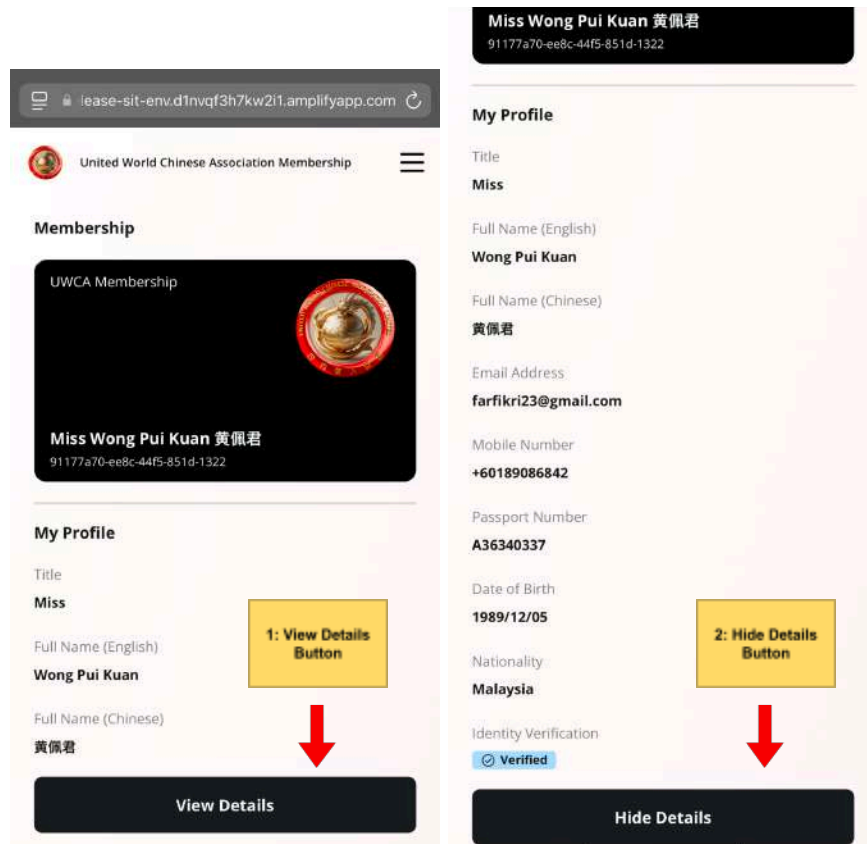 lease-sit-env.d1nvqf3h7kw2i1.amplifyapp.com
United World Chinese Association Membership
Membership
UWCA Membership
Miss Wong Pui Kuan 黄佩君
91177a70-ee8c-44f5-851d-1322
My Profile
Title
Miss
Full Name (English)
Wong Pui Kuan
Full Name (Chinese)
黄佩君
1: View Details
Button
View Details
Miss Wong Pui Kuan 黄佩君
91177a70-ee8c-44f5-851d-1322
My Profile
Title
Miss
Full Name (English)
Wong Pui Kuan
Full Name (Chinese)
黄佩君
Email Address
farfikri23@gmail.com
Mobile Number
+60189086842
Passport Number
A36340337
Date of Birth
1989/12/05
Nationality
Malaysia
Identity Verification
Verified
2: Hide Details
Button
Hide Details